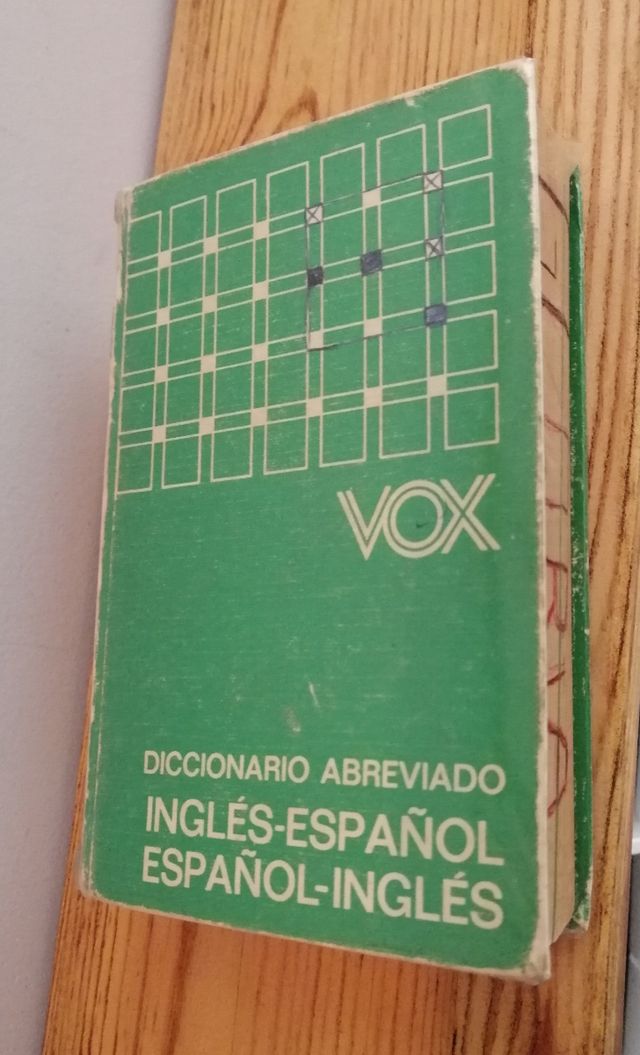 VOX
DICCIONARIO ABREVIADO
INGLÉS-ESPAÑOL
ESPAÑOL-INGLÉS